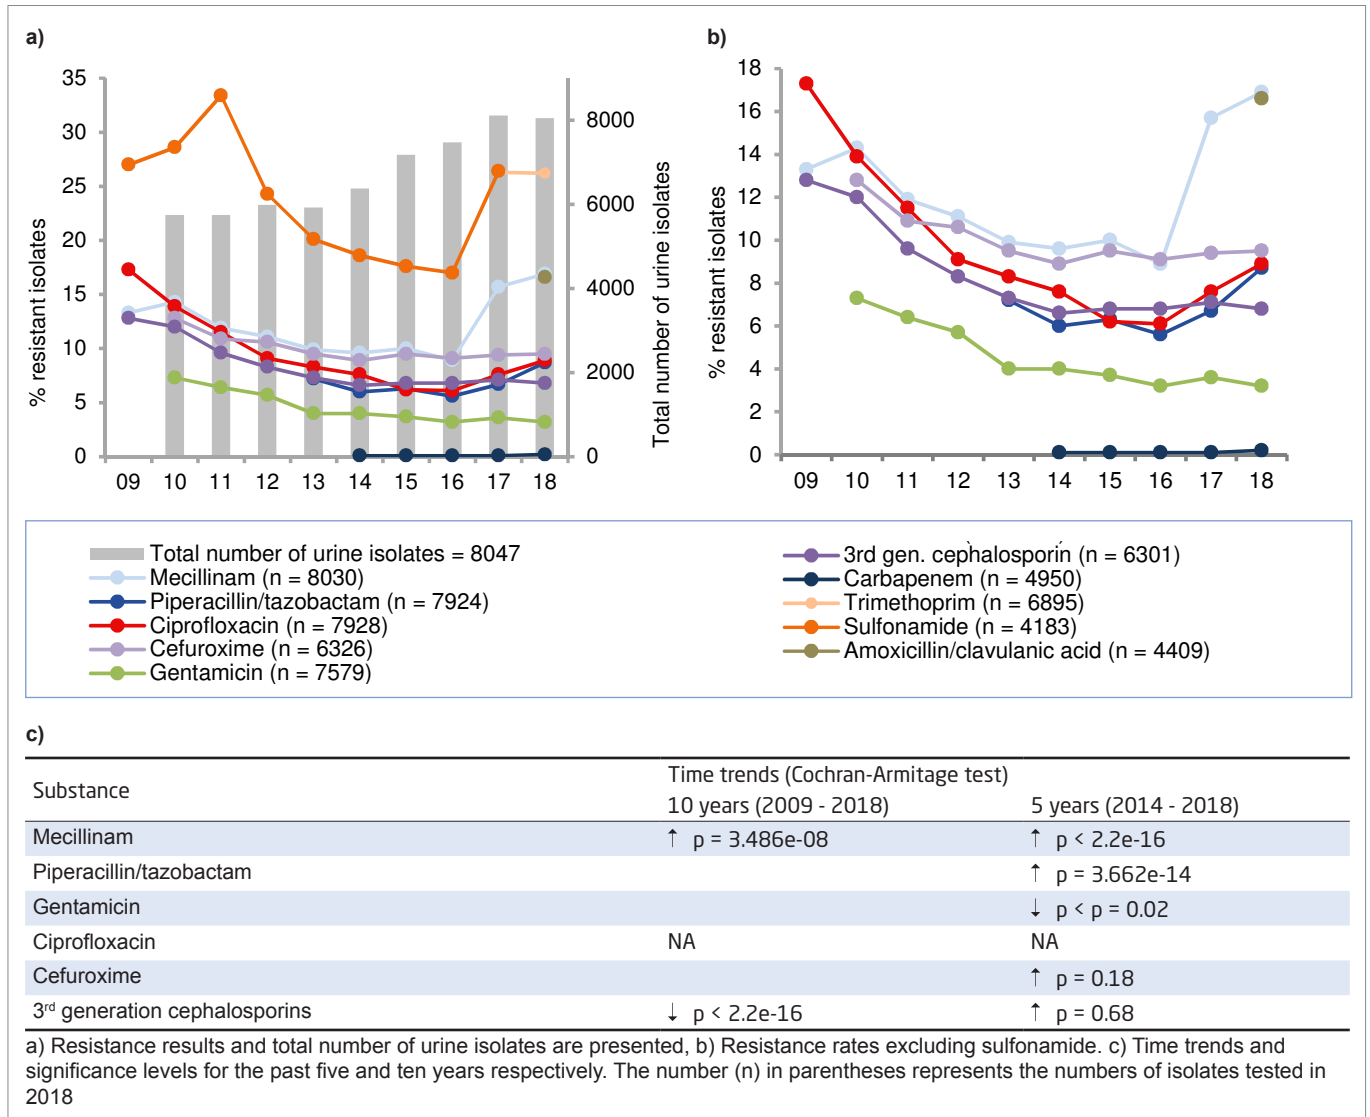 a)
b)
35
30
25
20
15
10
5
0
% resistant isolates
8000
6000
4000
2000
0
Total number of urine isolates
09 10 11 12 13 14 15 16 17 18
18
16
14
12
10
8
6
4
2
0
% resistant isolates
09 10 11 12 13 14 15 16 17 18
Total number of urine isolates = 8047
Mecillinam (n = 8030)
Piperacillin/tazobactam (n = 7924)
Ciprofloxacin (n = 7928)
Cefuroxime (n = 6326)
Gentamicin (n = 7579)
3rd gen. cephalosporin (n = 6301)
Carbapenem (n = 4950)
Trimethoprim (n = 6895)
Sulfonamide (n = 4183)
Amoxicillin/clavulanic acid (n = 4409)
c)
Substance
Time trends (Cochran-Armitage test)
10 years (2009 - 2018) 5 years (2014 - 2018)
Mecillinam ↑ p = 3.486e-08 ↑ p < 2.2e-16
Piperacillin/tazobactam ↑ p = 3.662e-14
Gentamicin ↓ p < p = 0.02
Ciprofloxacin NA NA
Cefuroxime ↑ p = 0.18
3rd generation cephalosporins ↓ p < 2.2e-16 ↑ p = 0.68
a) Resistance results and total number of urine isolates are presented, b) Resistance rates excluding sulfonamide. c) Time trends and
significance levels for the past five and ten years respectively. The number (n) in parentheses represents the numbers of isolates tested in
2018